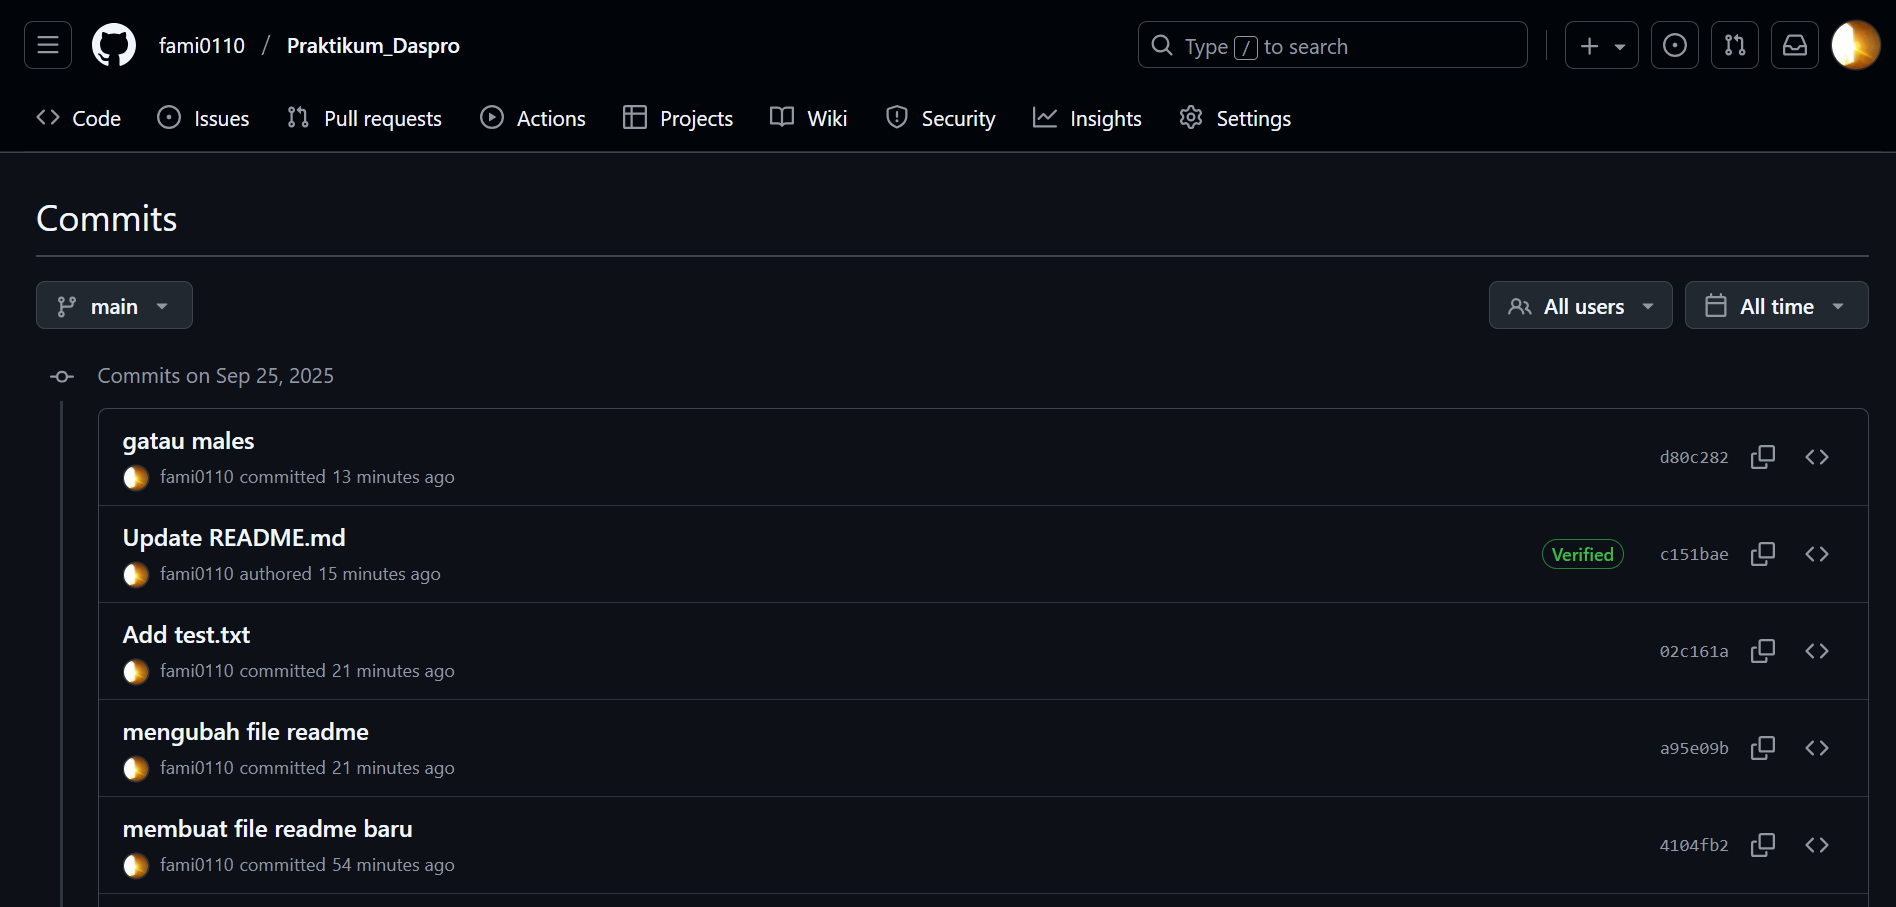 fami0110 / Praktikum_Daspro
Type / to search
Code Issues Pull requests Actions Projects Wiki Security Insights Settings
Commits
main
All users All time
Commits on Sep 25, 2025
gatau males
fami0110 committed 13 minutes ago
d80c282
Update README.md
fami0110 authored 15 minutes ago
Verified c151bae
Add test.txt
fami0110 committed 21 minutes ago
02c161a
mengubah file readme
fami0110 committed 21 minutes ago
a95e09b
membuat file readme baru
fami0110 committed 54 minutes ago
4104fb2